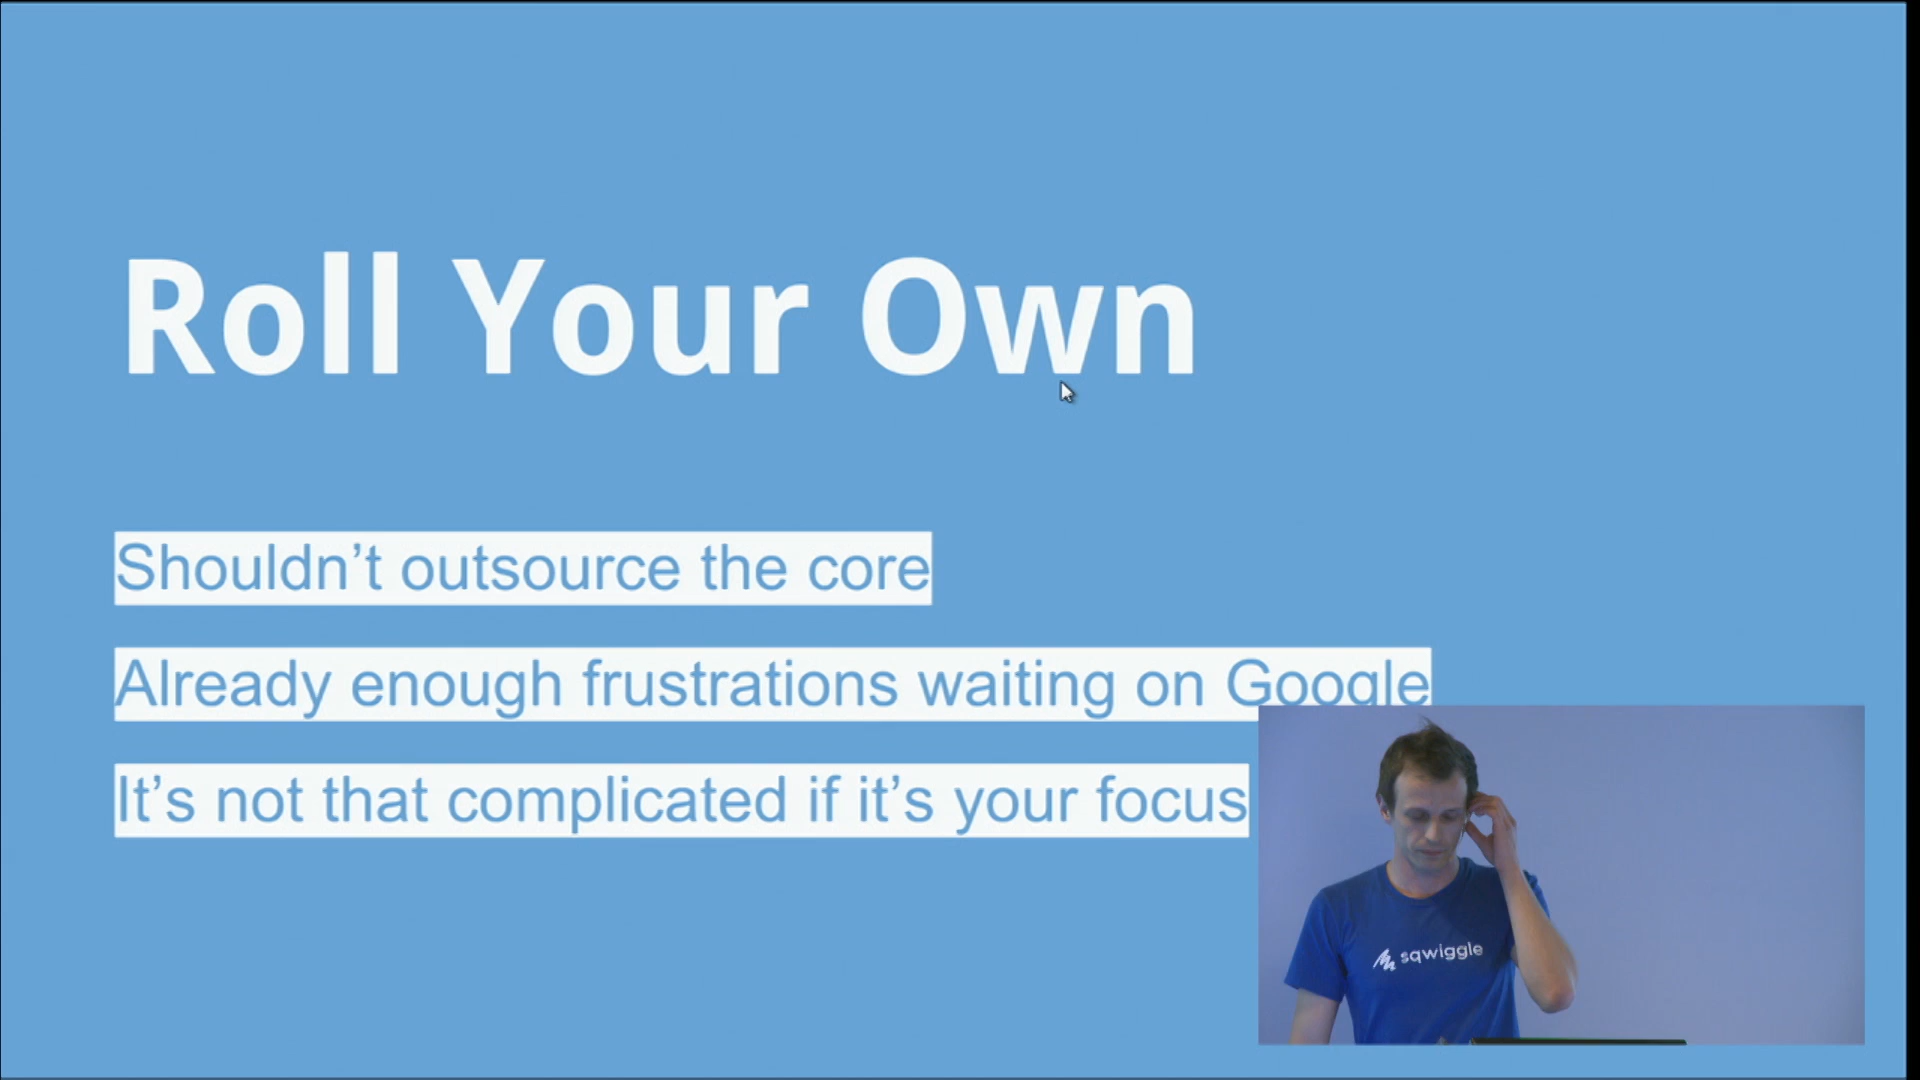 Roll Your Own
Shouldn’t outsource the core
Already enough frustrations waiting on Google
It’s not that complicated if it’s your focus
sqwiggle